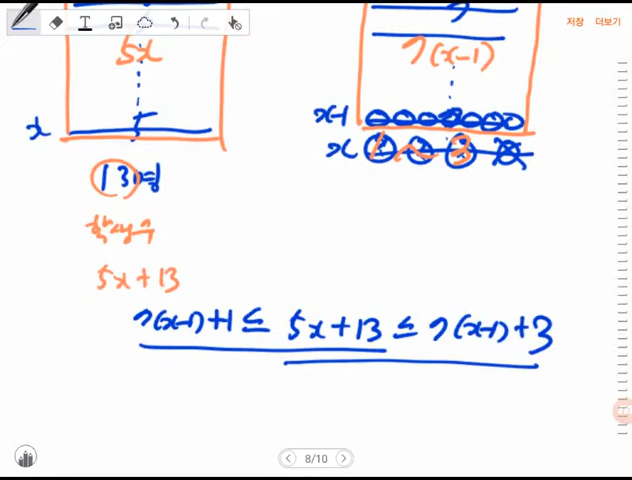 저장 더보기
5x
7(x-1)
x 5
x-1
x
13명
학생수
5x+13
7(x-1)+1 ≤ 5x+13 ≤ 7(x-1)+3
8/10